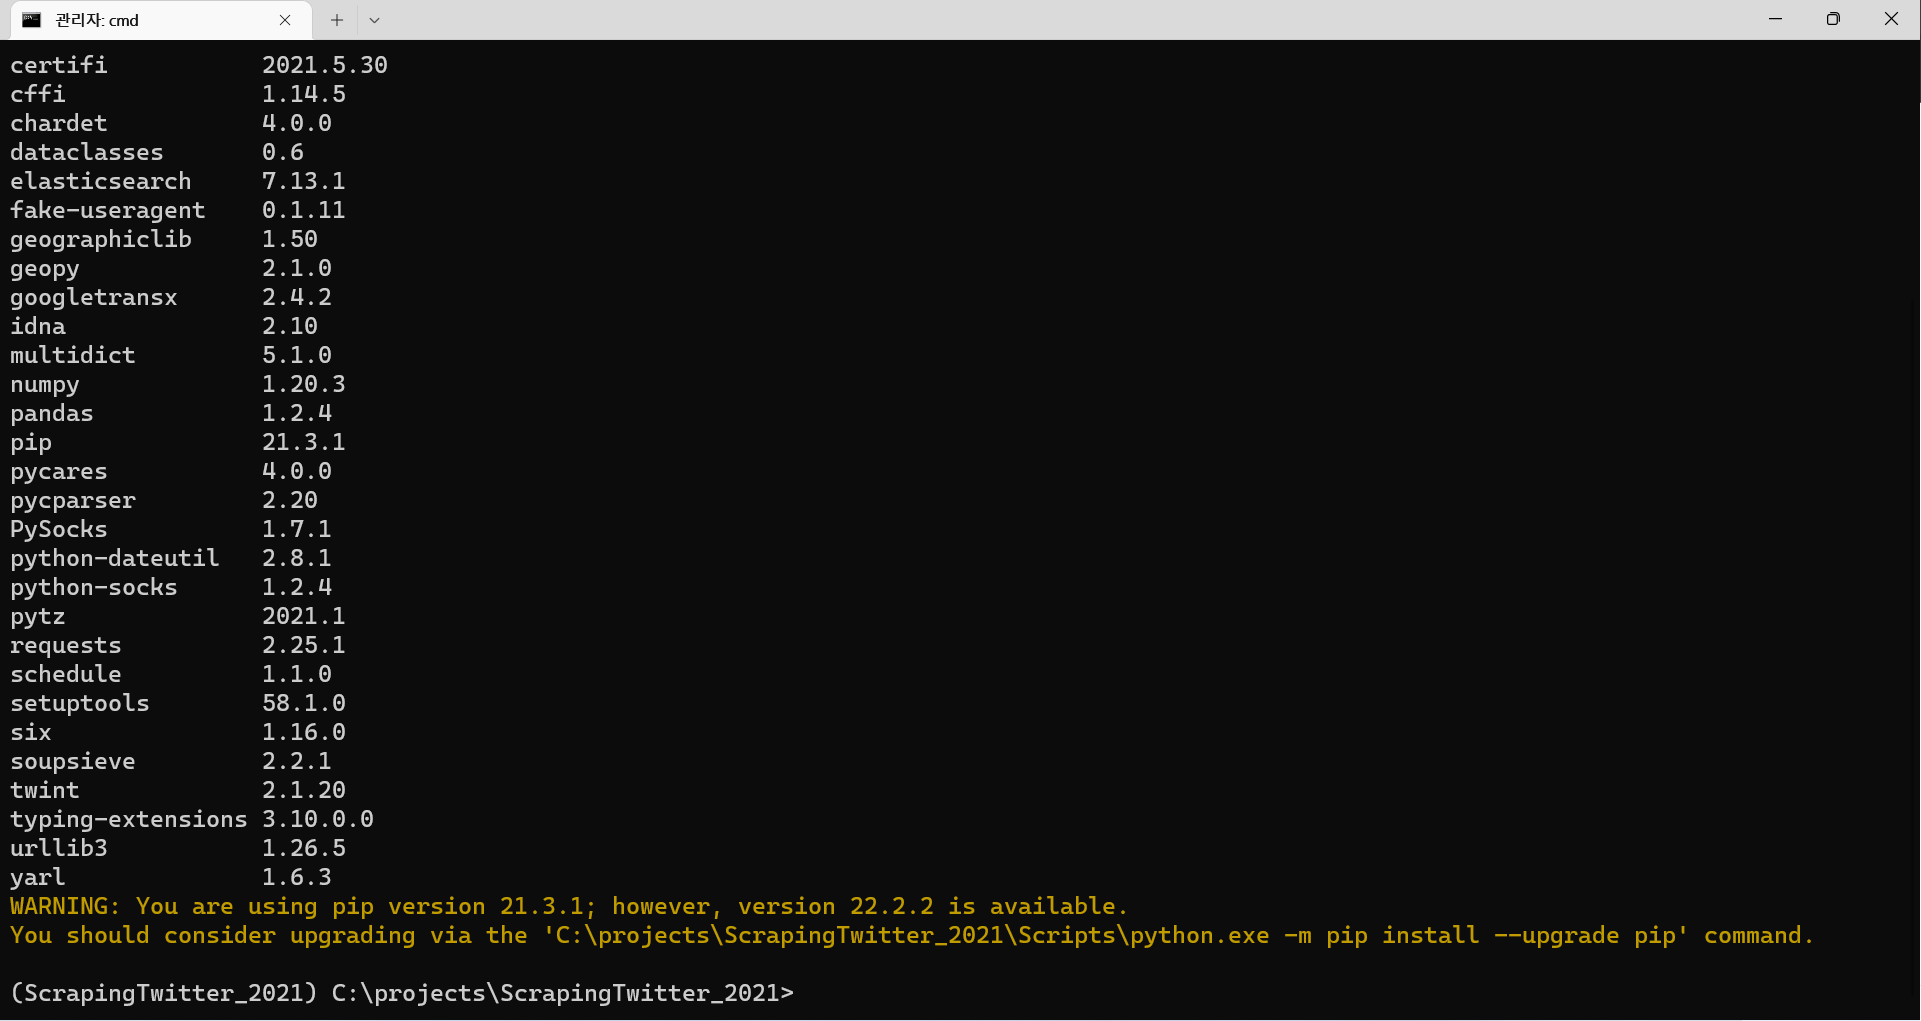 관리자: cmd
certifi 2021.5.30
cffi 1.14.5
chardet 4.0.0
dataclasses 0.6
elasticsearch 7.13.1
fake-useragent 0.1.11
geographiclib 1.50
geopy 2.1.0
googletransx 2.4.2
idna 2.10
multidict 5.1.0
numpy 1.20.3
pandas 1.2.4
pip 21.3.1
pycares 4.0.0
pycparser 2.20
PySocks 1.7.1
python-dateutil 2.8.1
python-socks 1.2.4
pytz 2021.1
requests 2.25.1
schedule 1.1.0
setuptools 58.1.0
six 1.16.0
soupsieve 2.2.1
twint 2.1.20
typing-extensions 3.10.0.0
urllib3 1.26.5
yarl 1.6.3
WARNING: You are using pip version 21.3.1; however, version 22.2.2 is available.
You should consider upgrading via the 'C:\projects\ScrapingTwitter_2021\Scripts\python.exe -m pip install --upgrade pip' command.
(ScrapingTwitter_2021) C:\projects\ScrapingTwitter_2021>